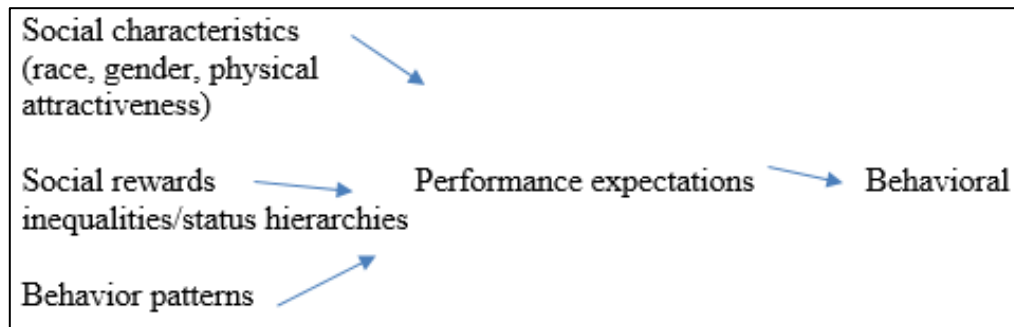 Social characteristics
(race, gender, physical
attractiveness)
Social rewards Performance expectations Behavioral
inequalities/status hierarchies
Behavior patterns